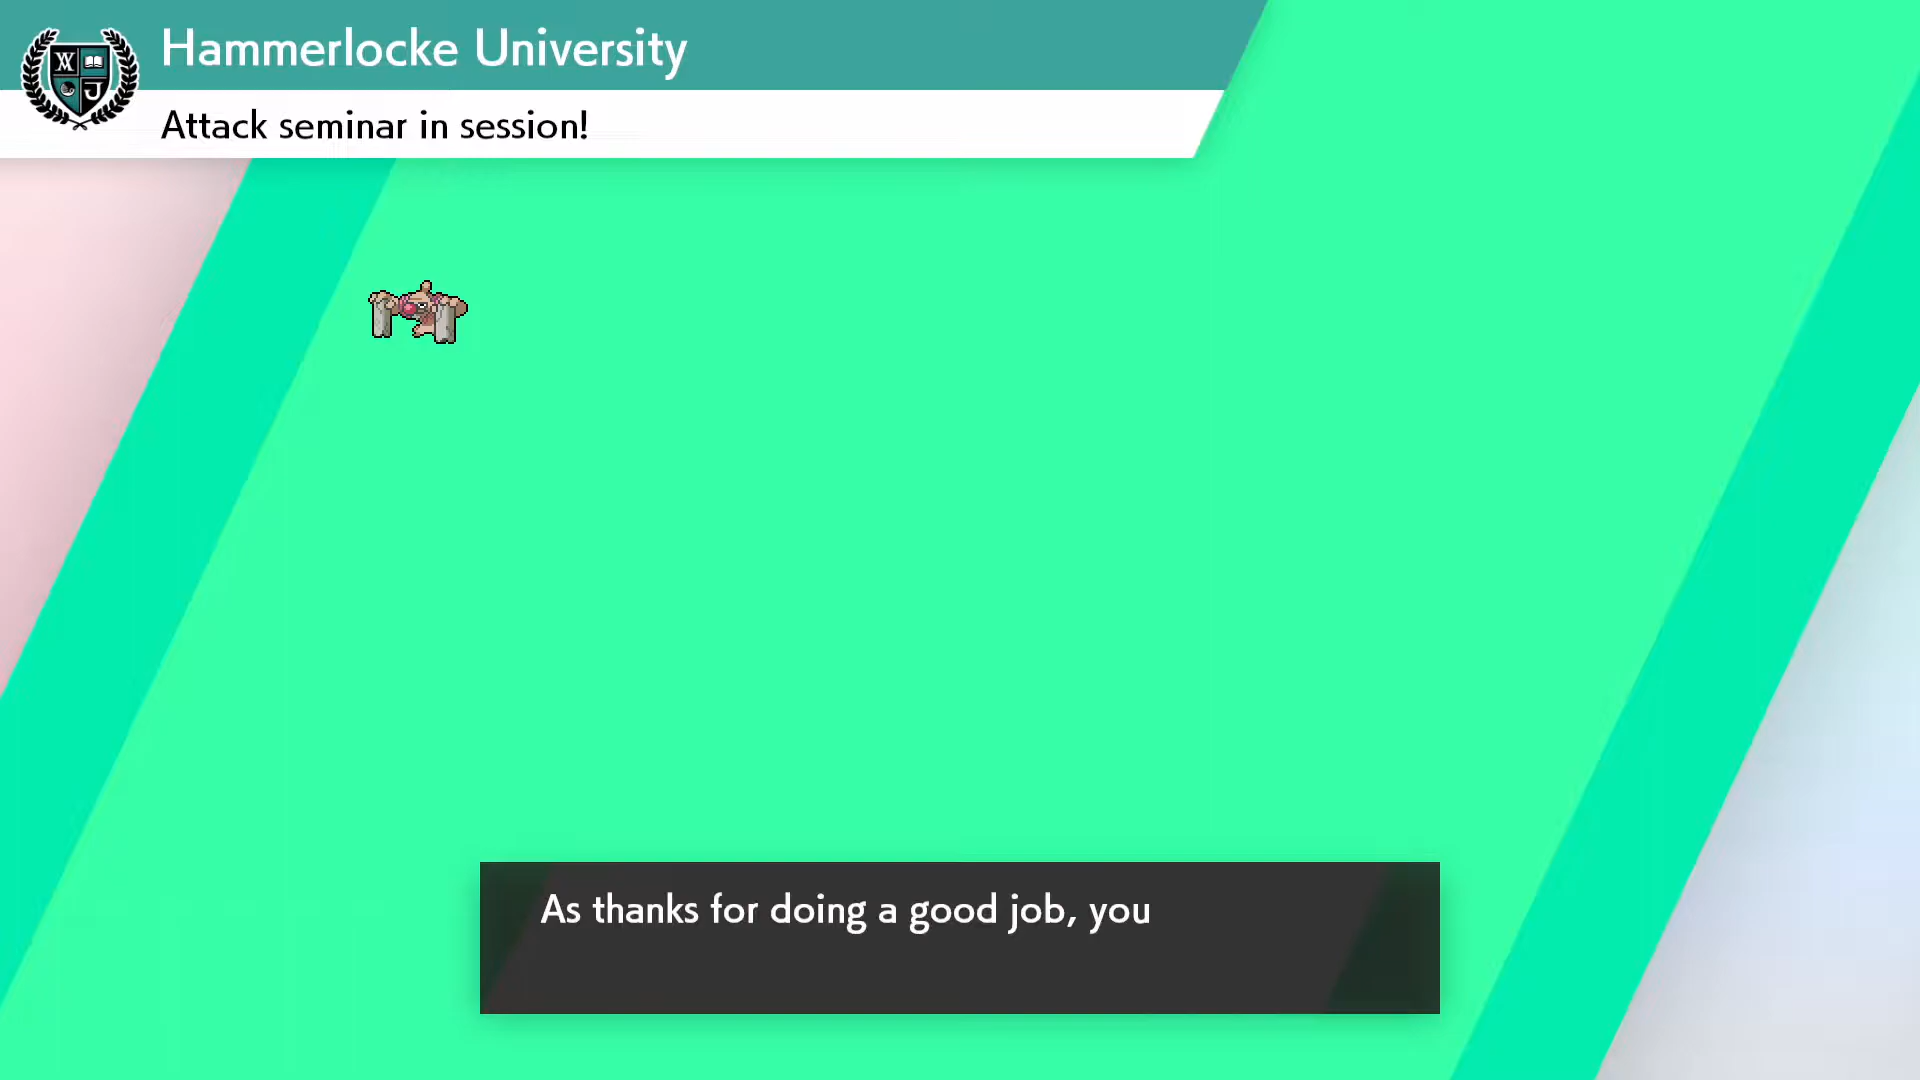 Hammerlocke University
Attack seminar in session!
As thanks for doing a good job, you